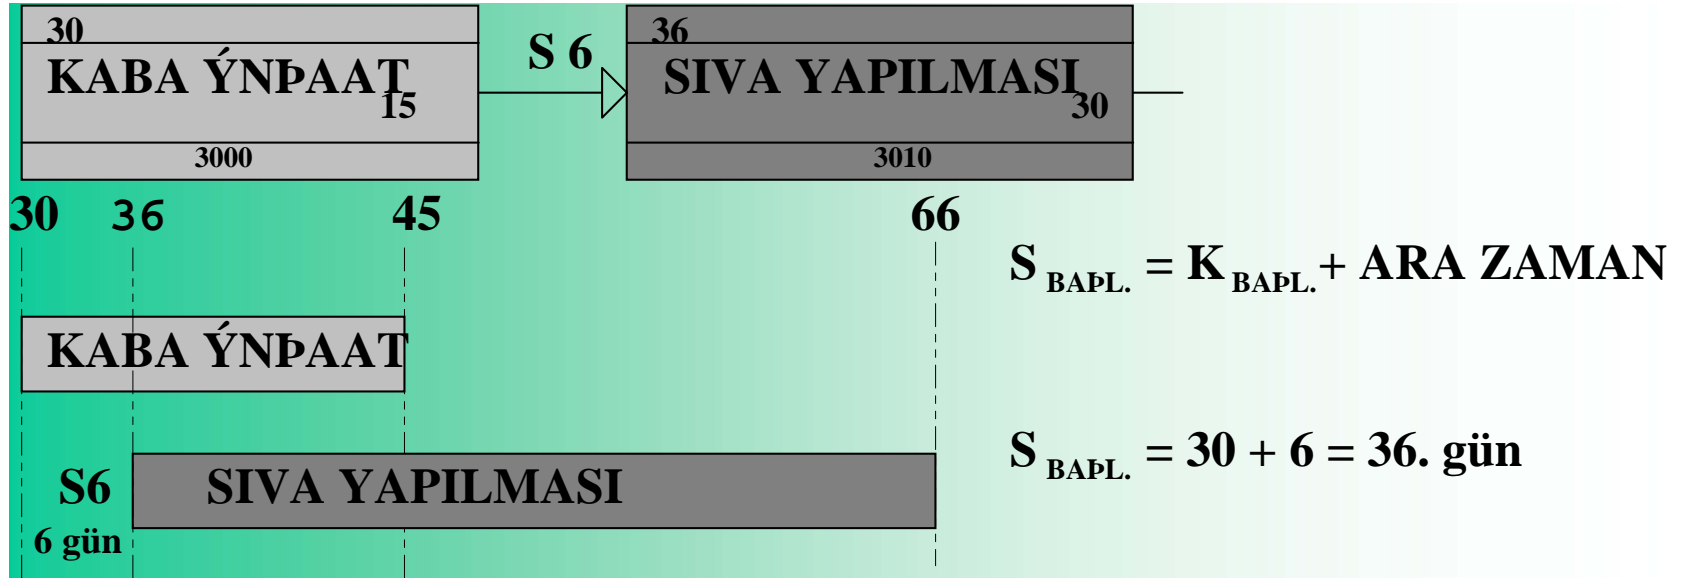 30
KABA ÝNÞAAT
15
3000
S 6
36
SIVA YAPILMASI
30
3010
30 36 45 66
S BAÞL. = K BAÞL. + ARA ZAMAN
KABA ÝNÞAAT
S BAÞL. = 30 + 6 = 36. gün
S6 SIVA YAPILMASI
6 gün